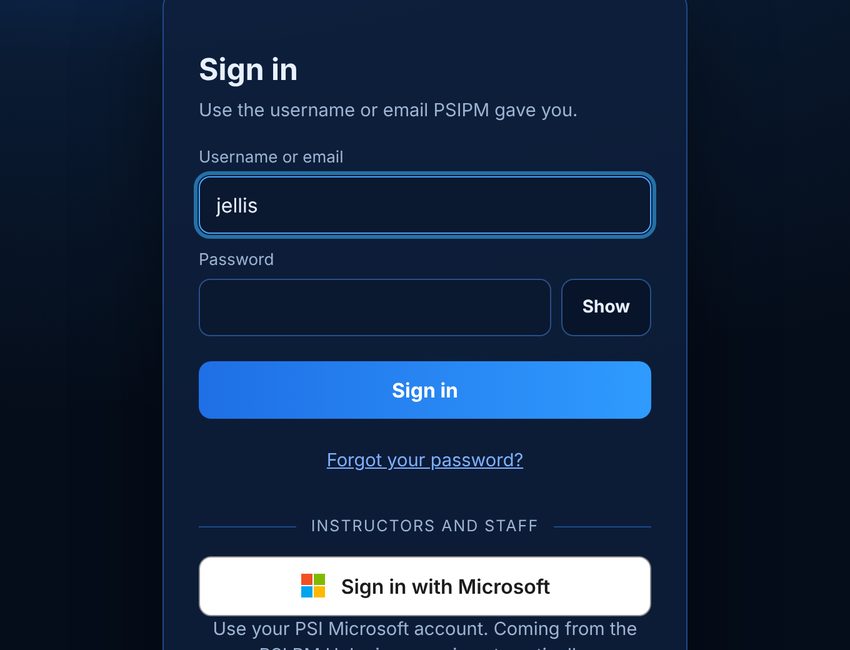 Sign in
Use the username or email PSIPM gave you.
Username or email
jellis
Password
Show
Sign in
Forgot your password?
INSTRUCTORS AND STAFF
Sign in with Microsoft
Use your PSI Microsoft account. Coming from the